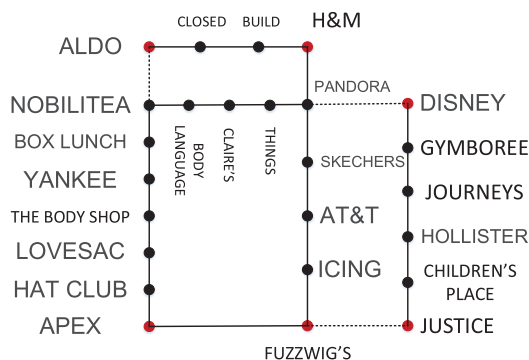 CLOSED BUILD H&M
ALDO
PANDORA
NOBILITEA
DISNEY
BODY
LANGUAGE
CLAIRE'S
THINGS
BOX LUNCH
SKECHERS
GYMBOREE
YANKEE
JOURNEYS
THE BODY SHOP
AT&T
HOLLISTER
LOVESAC
ICING
CHILDREN'S
PLACE
HAT CLUB
APEX
JUSTICE
FUZZWIG'S